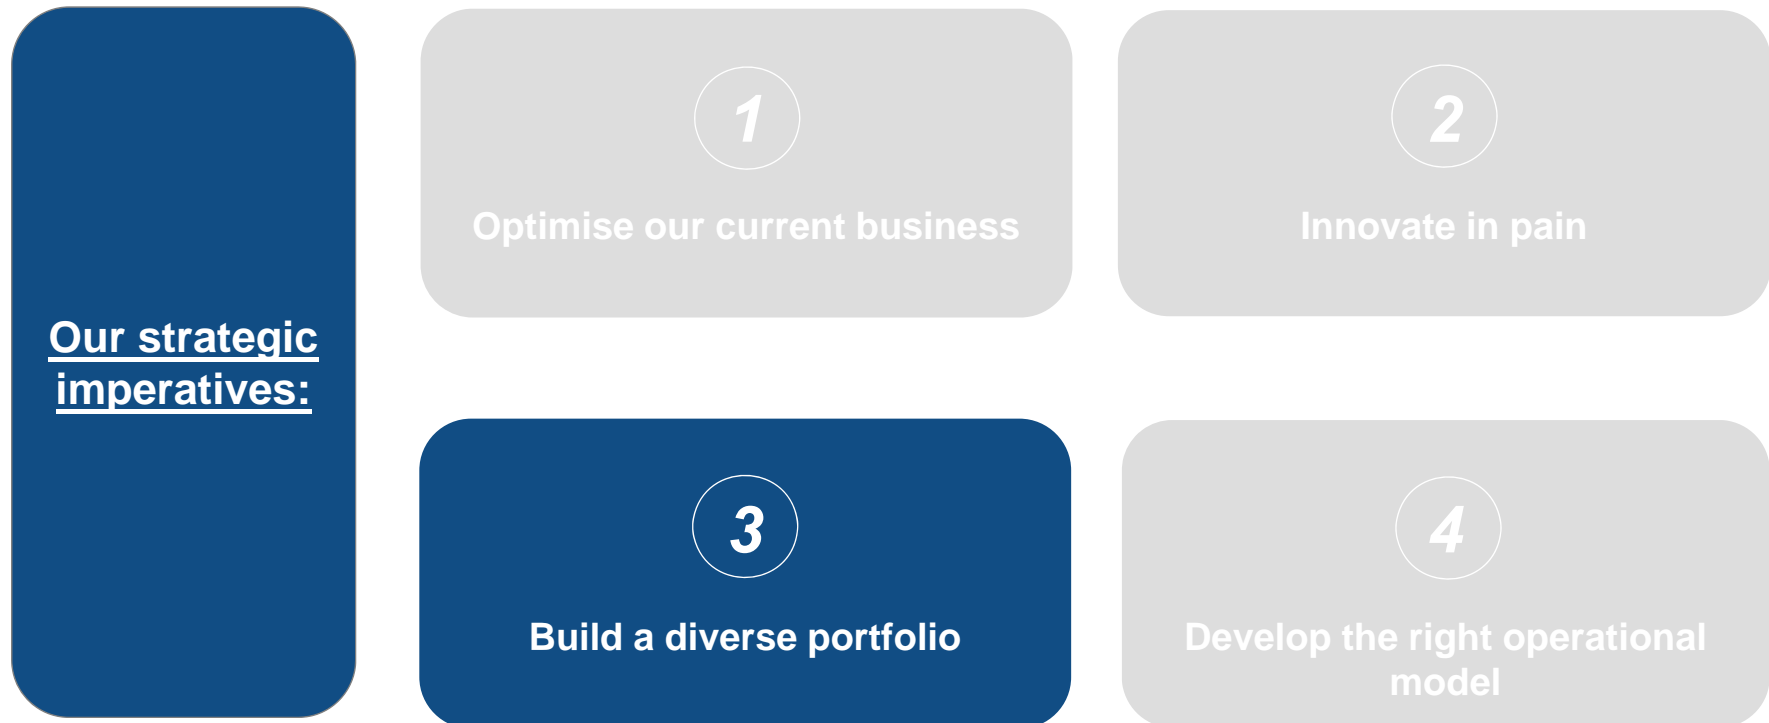 Our strategic
imperatives:
1
Optimise our current business
2
Innovate in pain
3
Build a diverse portfolio
4
Develop the right operational
model